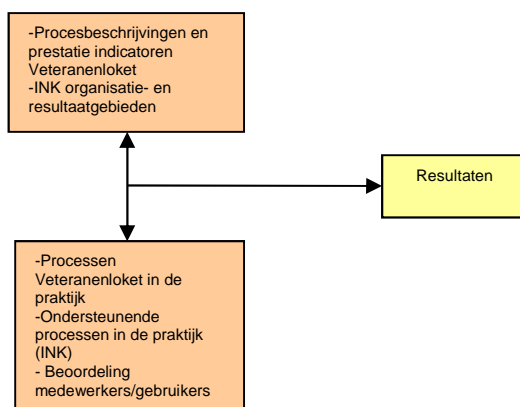 -Procesbeschrijvingen en
prestatie indicatoren
Veteranenloket
-INK organisatie- en
resultaatgebieden
Resultaten
-Processen
Veteranenloket in de
praktijk
-Ondersteunende
processen in de praktijk
(INK)
- Beoordeling
medewerkers/gebruikers